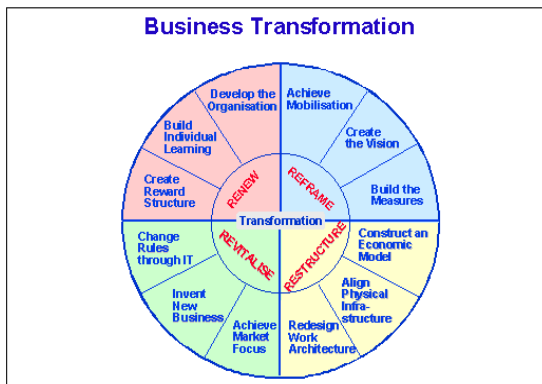 Business Transformation
Develop the
Organisation
Achieve
Mobilisation
Build
Individual
Learning
Create
the Vision
Create
Reward
Structure
Build the
Measures
RENEW
REFRAME
Transformation
REVITALISE
RESTRUCTURE
Change
Rules
through IT
Construct an
Economic
Model
Invent
New
Business
Align
Physical
Infra-
structure
Achieve
Market
Focus
Redesign
Work
Architecture